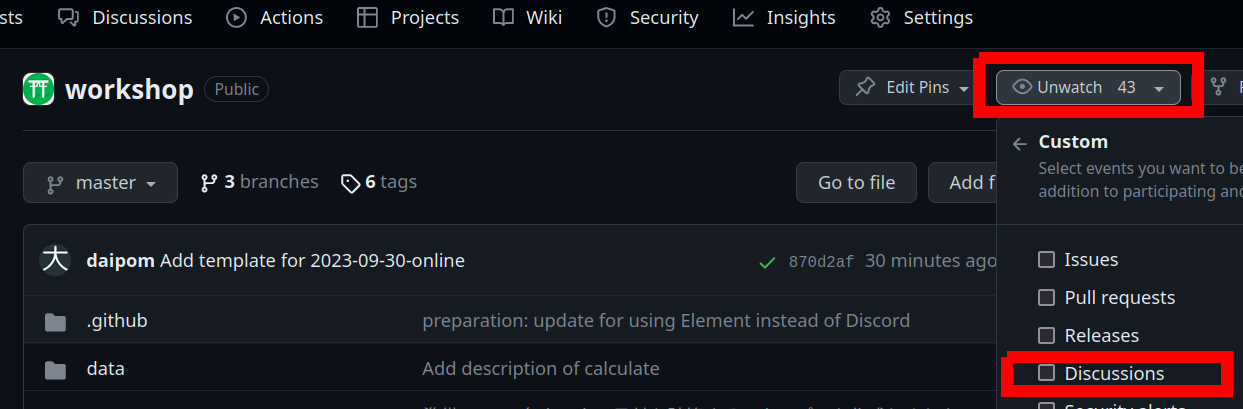 sts Discussions Actions Projects Wiki Security Insights Settings
workshop Public Edit Pins Unwatch 43
Custom
Select events you want to be
addition to participating and
master 3 branches 6 tags Go to file Add f
大 daipom Add template for 2023-09-30-online 870d2af 30 minutes ago
Issues
Pull requests
Releases
Discussions
Security alerts
.github preparation: update for using Element instead of Discord
data Add description of calculate